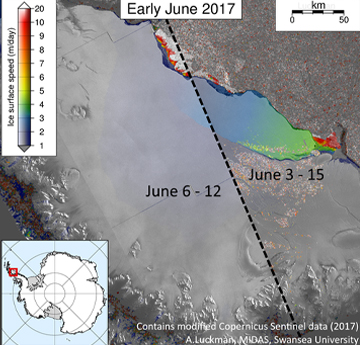 Early June 2017
km
0
50
Ice surface speed (m/day)
20
10
9
8
7
6
5
4
3
2
1
June 3 - 15
June 6 - 12
Contains modified Copernicus Sentinel data (2017)
A.Luckman, MIDAS, Swansea University